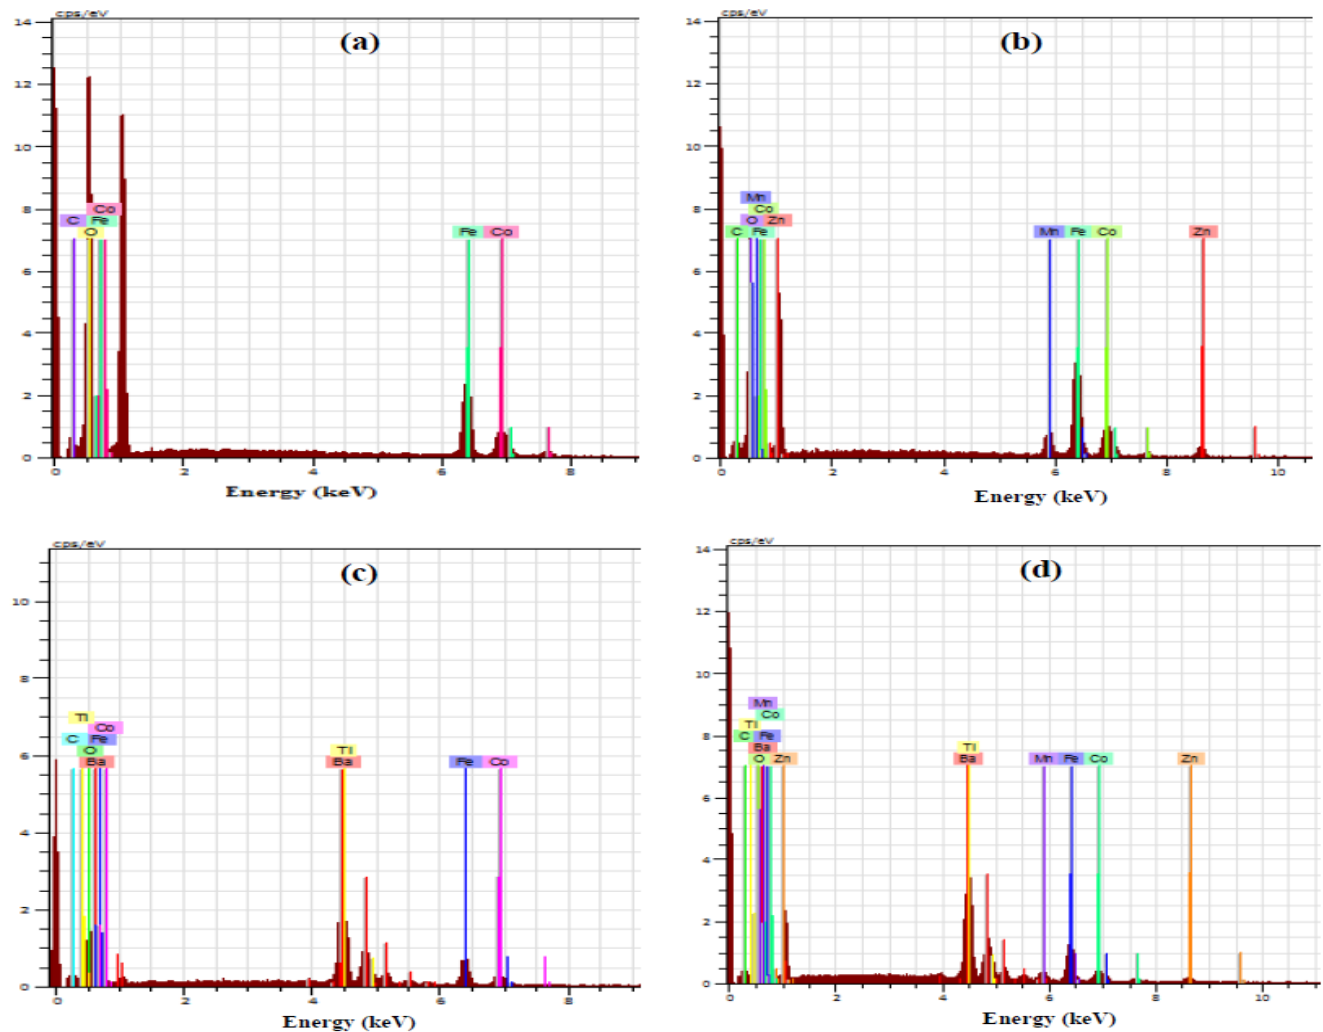 cps/eV
(a)
14
12
10
8
6
4
2
0
Co
C Fe
O
Fe Co
0 2 4 6 8
Energy (keV)
cps/eV
(b)
14
12
10
8
6
4
2
0
Mn
Co
O Zn
C Fe
Mn Fe Co Zn
0 2 4 6 8 10
Energy (keV)
cps/eV
(c)
10
8
6
4
2
0
Ti
Co
C Fe
O
Ba
Ti
Ba Fe Co
0 2 4 6 8
Energy (keV)
cps/eV
(d)
14
12
10
8
6
4
2
0
Mn
Co
Ti
C Fe
Ba
O Zn
Ti
Ba Mn Fe Co Zn
0 2 4 6 8 10
Energy (keV)